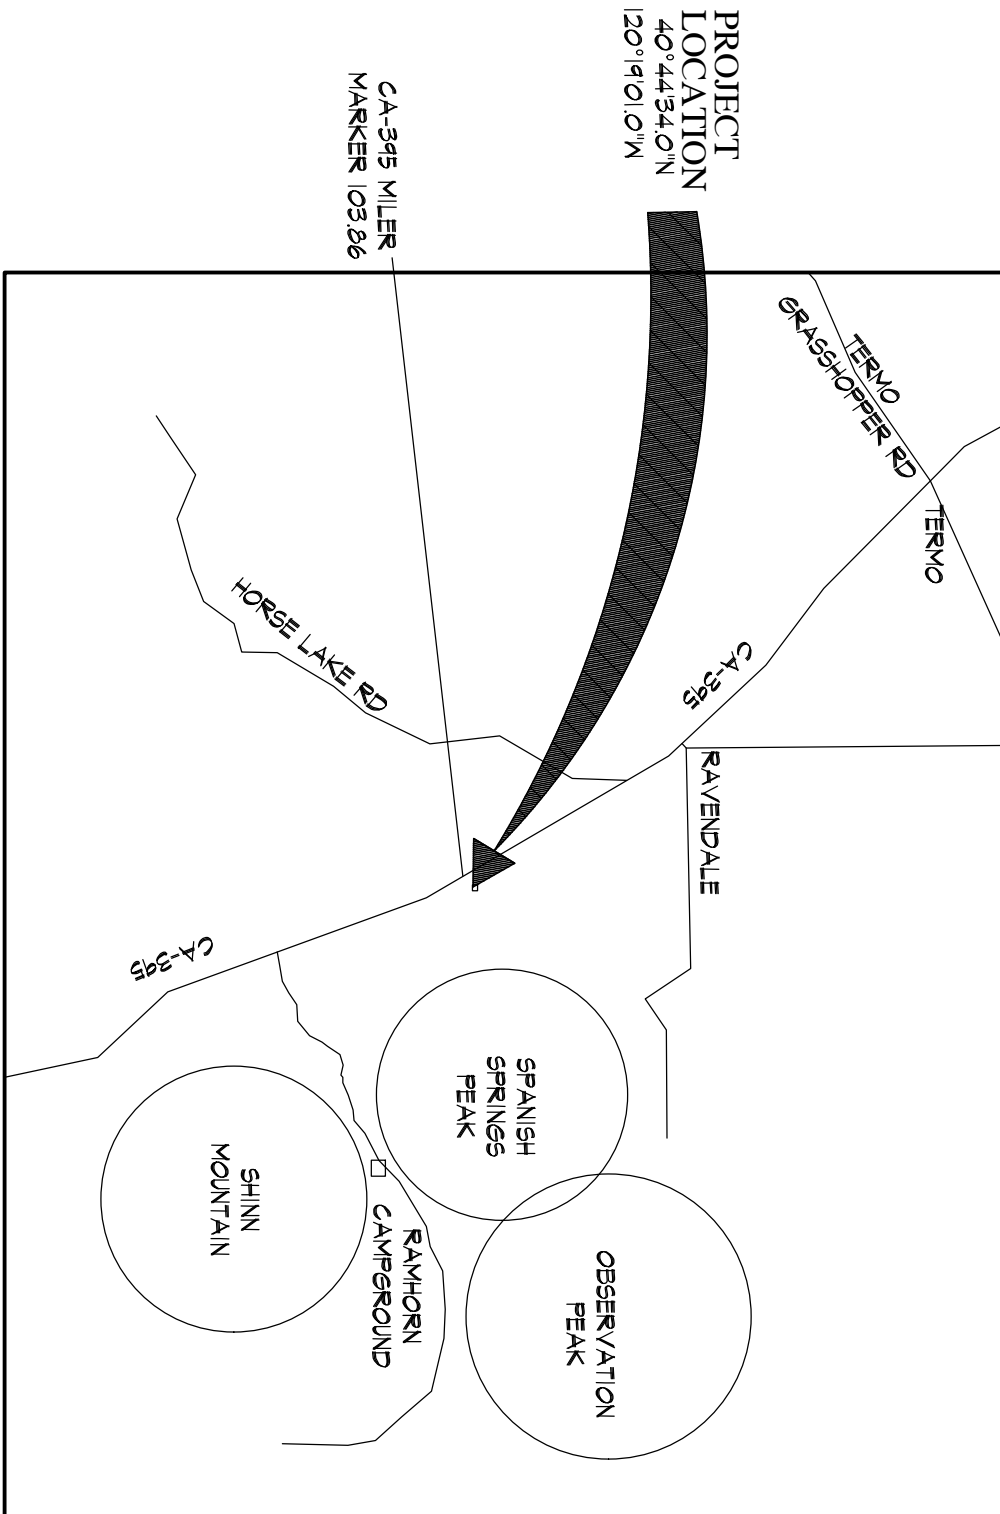 PROJECT
LOCATION
40°44'34.0"N
120°19'01.0"W
CA-395 MILER
MARKER 103.86
TERMO
GRASSHOPPER RD
TERMO
CA-395
RAVENDALE
HORSE LAKE RD
CA-395
SPANISH
SPRINGS
PEAK
OBSERVATION
PEAK
RAMHORN
CAMPGROUND
SHINN
MOUNTAIN